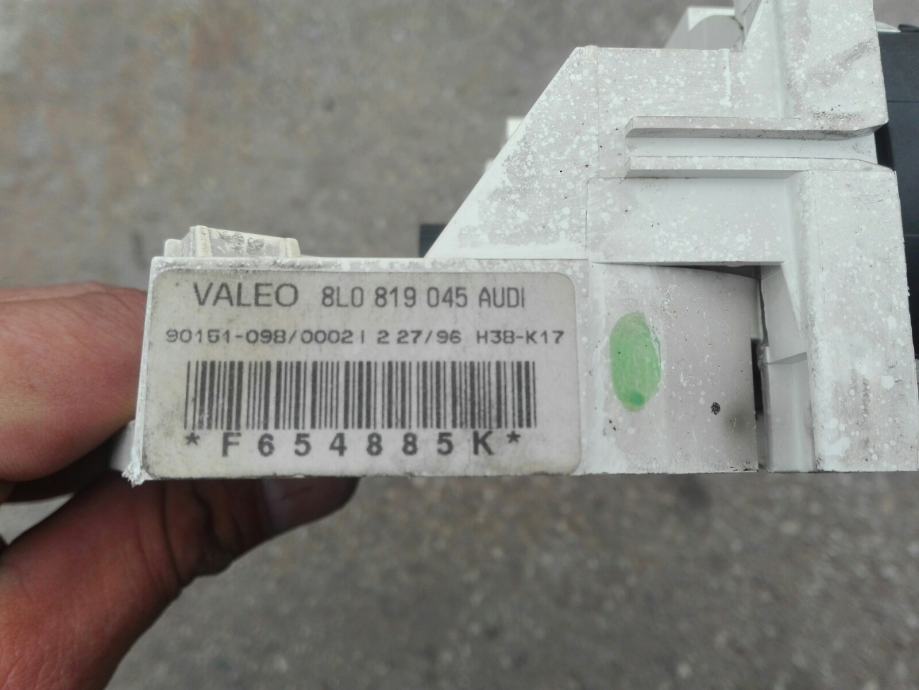 VALEO 8L0 819 045 AUDI
90151-098/0002I 2 27/96 H3B-K17
*F654885K*